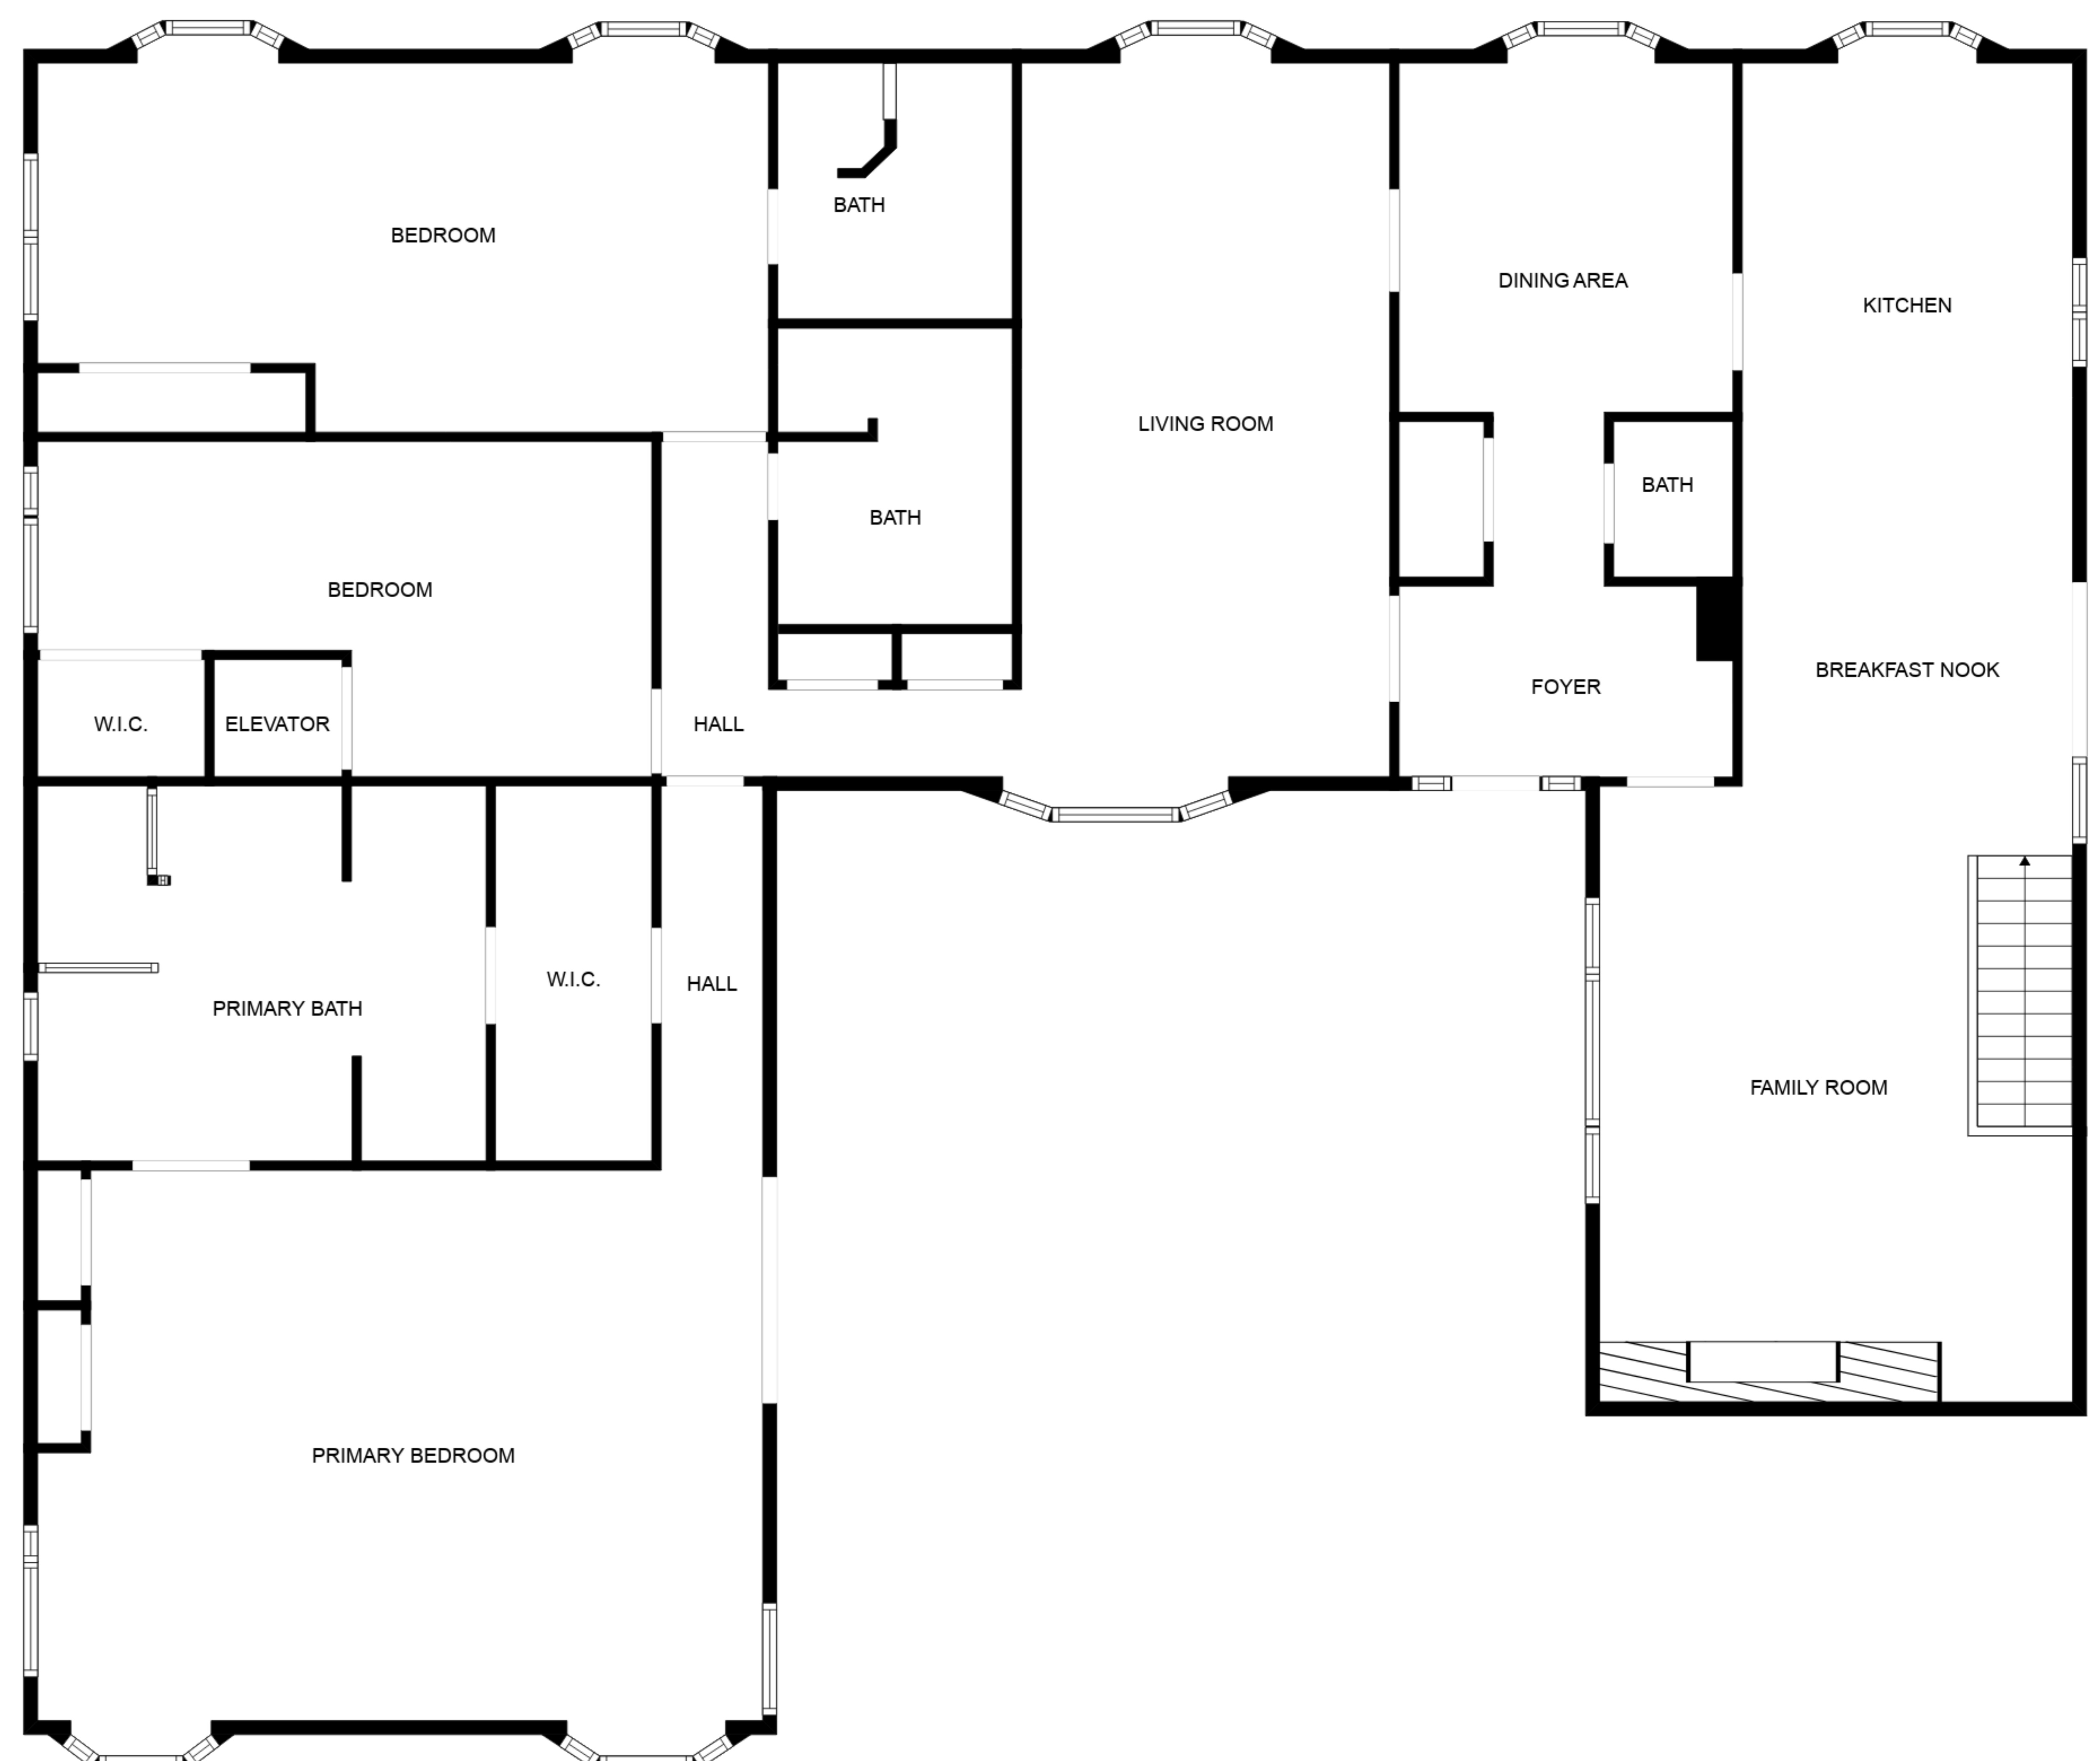 BATH
BEDROOM
DINING AREA
KITCHEN
LIVING ROOM
BATH
BATH
BEDROOM
BREAKFAST NOOK
FOYER
W.I.C.
ELEVATOR
HALL
W.I.C.
HALL
PRIMARY BATH
FAMILY ROOM
PRIMARY BEDROOM